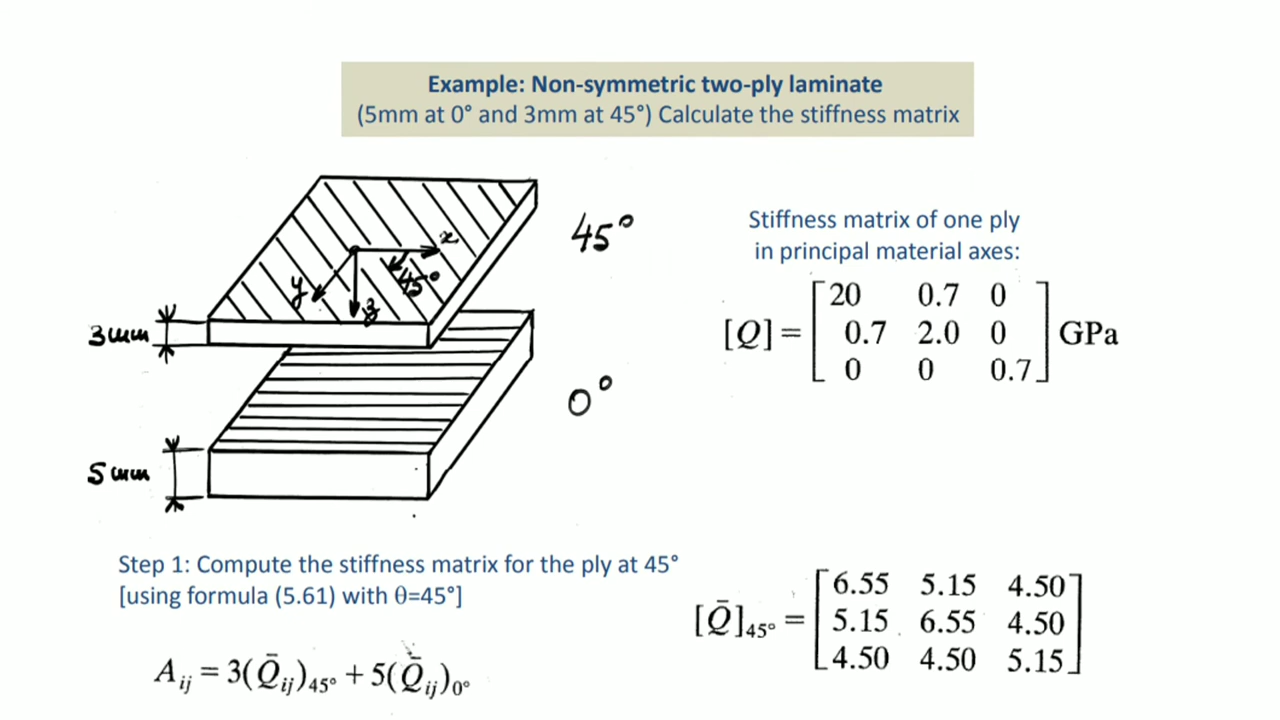 Example: Non-symmetric two-ply laminate
(5mm at 0° and 3mm at 45°) Calculate the stiffness matrix
45°
x
45°
y
z
3mm
0°
5mm
Stiffness matrix of one ply
in principal material axes:
[Q] = [20 0.7 0
0.7 2.0 0
0 0 0.7] GPa
Step 1: Compute the stiffness matrix for the ply at 45°
[using formula (5.61) with θ=45°]
[Q̄]45° = [6.55 5.15 4.50
5.15 6.55 4.50
4.50 4.50 5.15]
Aij = 3(Q̄ij)45° + 5(Q̄ij)0°